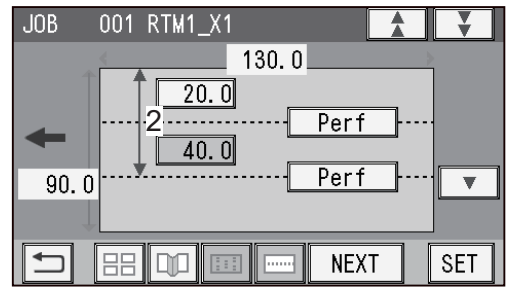 JOB 001 RTM1_X1
130.0
20.0
2
Perf
40.0
Perf
90.0
NEXT
SET